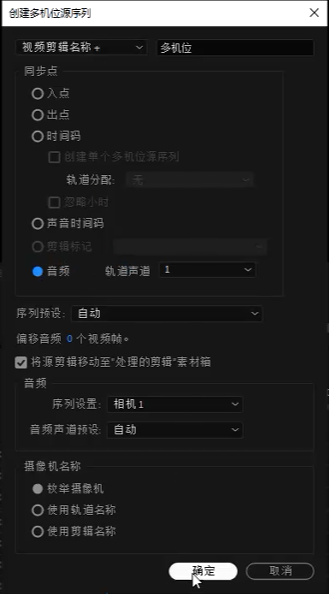 创建多机位源序列
视频剪辑名称 + 多机位
同步点
入点
出点
时间码
创建单个多机位源序列
轨道分配: 无
忽略小时
声音时间码
剪辑标记
音频 轨道声道 1
序列预设: 自动
偏移音频 0 个视频帧。
将源剪辑移动至“处理的剪辑”素材箱
音频
序列设置: 相机 1
音频声道预设: 自动
摄像机名称
枚举摄像机
使用轨道名称
使用剪辑名称
确定 取消